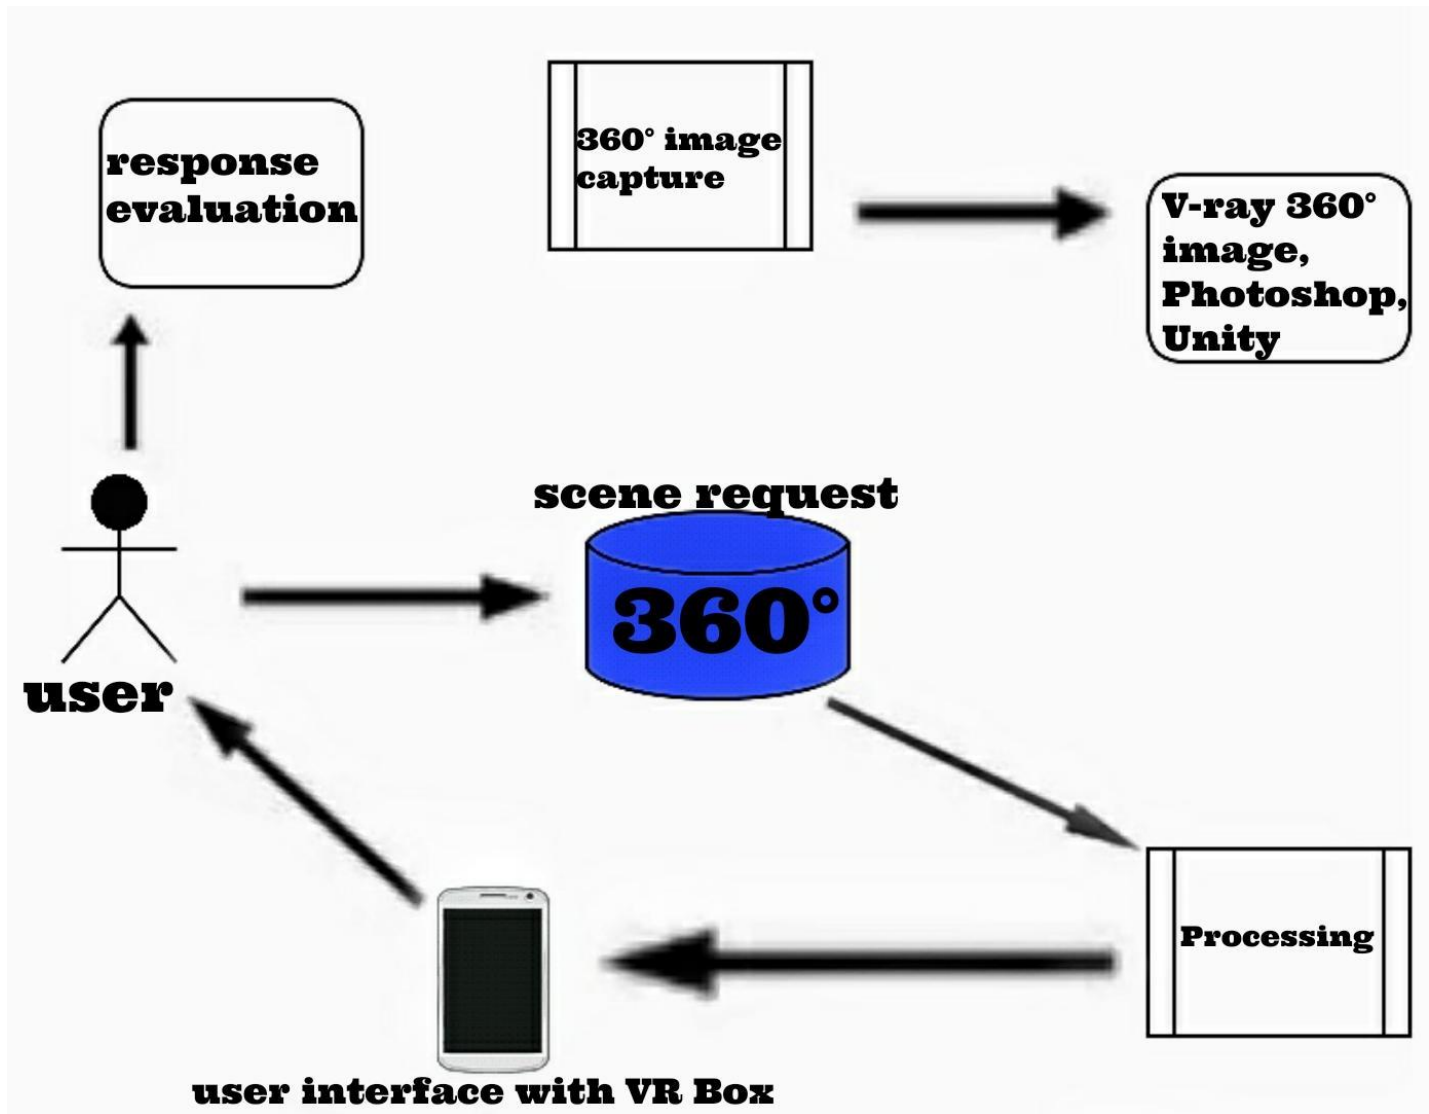 360° image
capture
response
evaluation
V-ray 360°
image,
Photoshop,
Unity
scene request
360°
user
Processing
user interface with VR Box